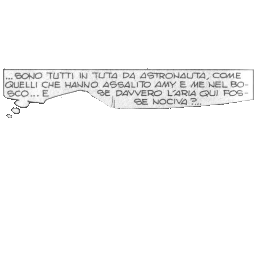 ... SONO TUTTI IN TUTA DA ASTRONAUTA, COME
QUELLI CHE HANNO ASSALITO AMY E ME NEL BO-
SCO... E SE DAVVERO L'ARIA QUI FOS-
SE NOCIVA?...